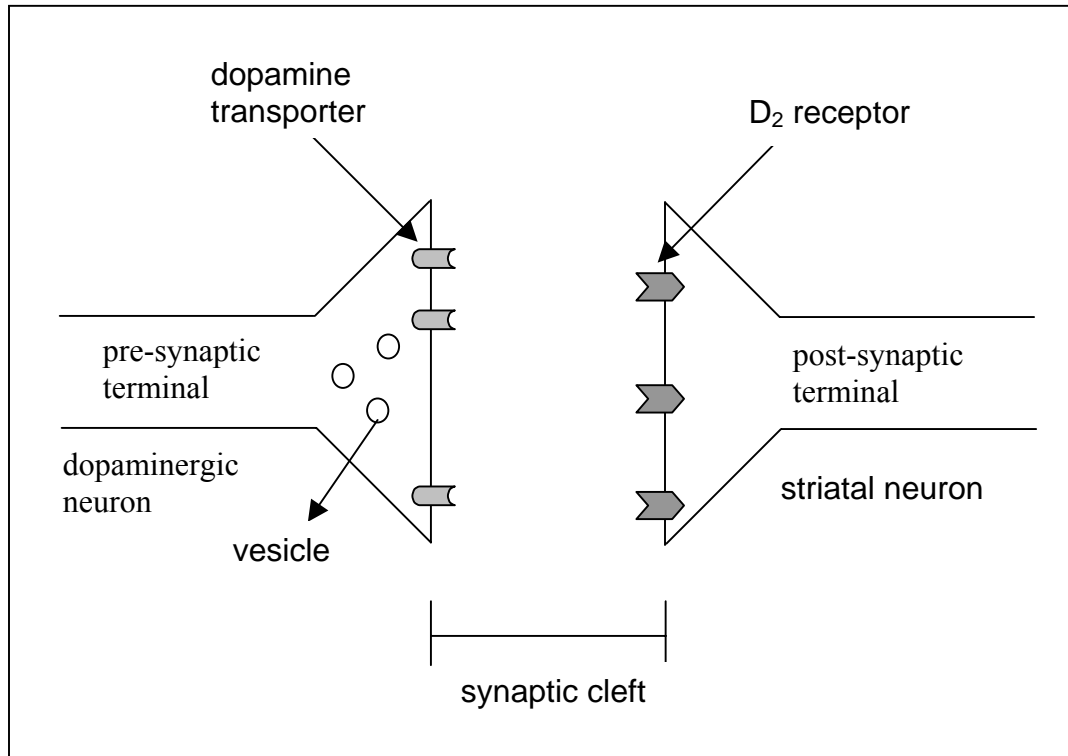 dopamine
transporter
D₂ receptor
pre-synaptic
terminal
post-synaptic
terminal
dopaminergic
neuron
striatal neuron
vesicle
synaptic cleft